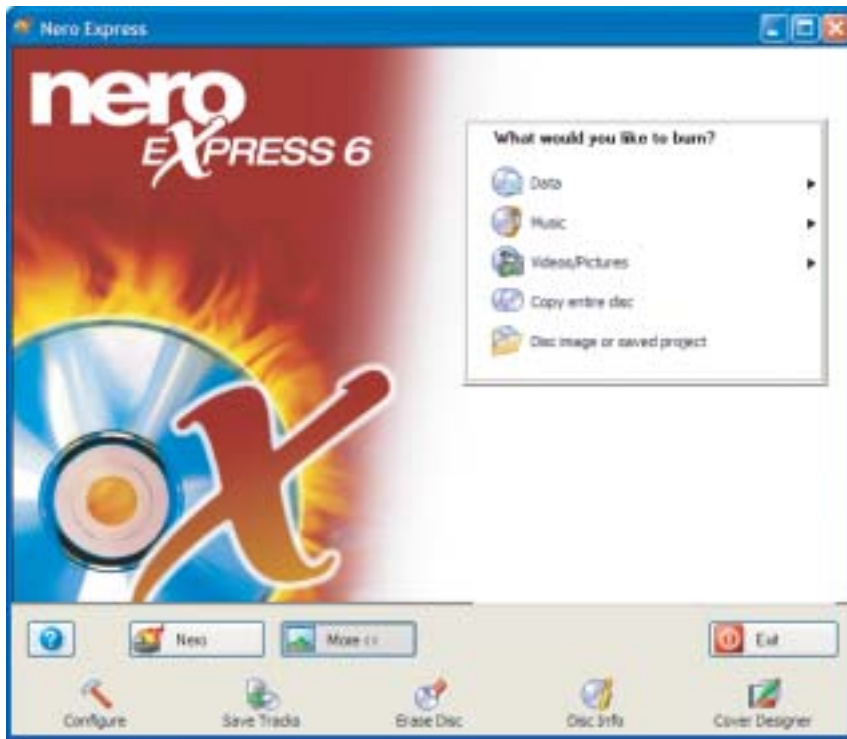 Nero Express
nero
EXPRESS 6
What would you like to burn?
Data
Music
Videos/Pictures
Copy entire disc
Disc image or saved project
Nero
More <<
Exit
Configure
Save Tracks
Erase Disc
Disc Info
Cover Designer